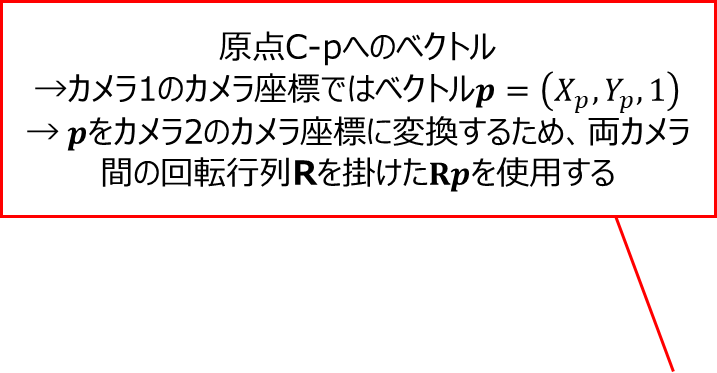 原点C-pへのベクトル
→カメラ1のカメラ座標ではベクトル𝒑 = (𝑋ₚ, 𝑌ₚ, 1)
→ 𝒑をカメラ2のカメラ座標に変換するため、両カメラ
間の回転行列Rを掛けた𝐑𝒑を使用する